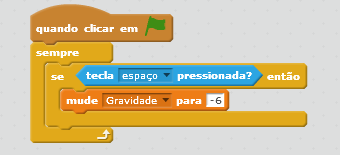 quando clicar em
sempre
se tecla espaço pressionada? então
mude Gravidade para -6